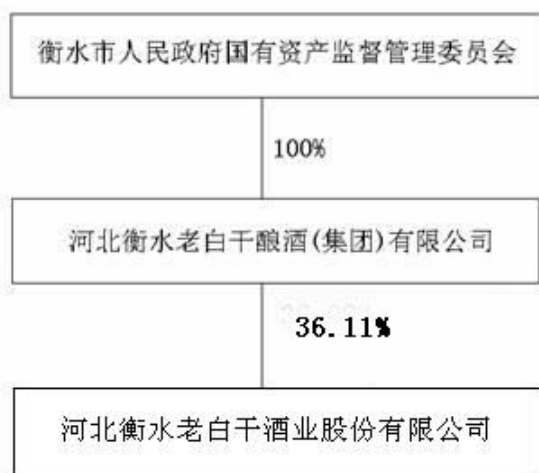 衡水市人民政府国有资产监督管理委员会
100%
河北衡水老白干酿酒(集团)有限公司
36.11%
河北衡水老白干酒业股份有限公司